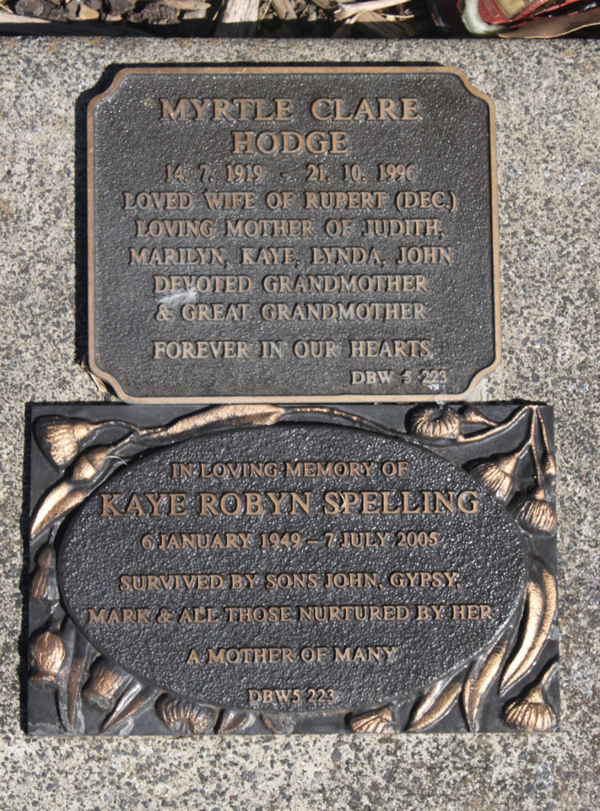 MYRTLE CLARE
HODGE
14. 7. 1919 - 21. 10. 1996
LOVED WIFE OF RUPERT (DEC.)
LOVING MOTHER OF JUDITH,
MARILYN, KAYE, LYNDA, JOHN
DEVOTED GRANDMOTHER
& GREAT GRANDMOTHER
FOREVER IN OUR HEARTS.
DBW 5 223
IN LOVING MEMORY OF
KAYE ROBYN SPELLING
6 JANUARY 1949 – 7 JULY 2005
SURVIVED BY SONS JOHN, GYPSY,
MARK & ALL THOSE NURTURED BY HER
A MOTHER OF MANY
DBW5 223